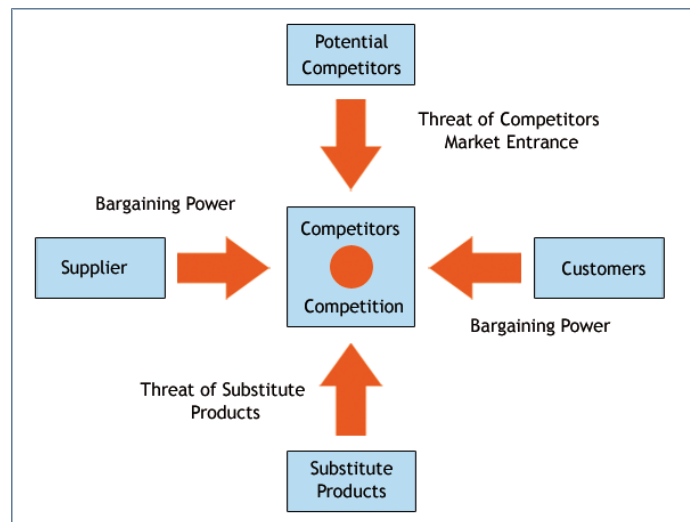 Potential
Competitors
Threat of Competitors
Market Entrance
Bargaining Power
Competitors
Supplier
Customers
Competition
Bargaining Power
Threat of Substitute
Products
Substitute
Products